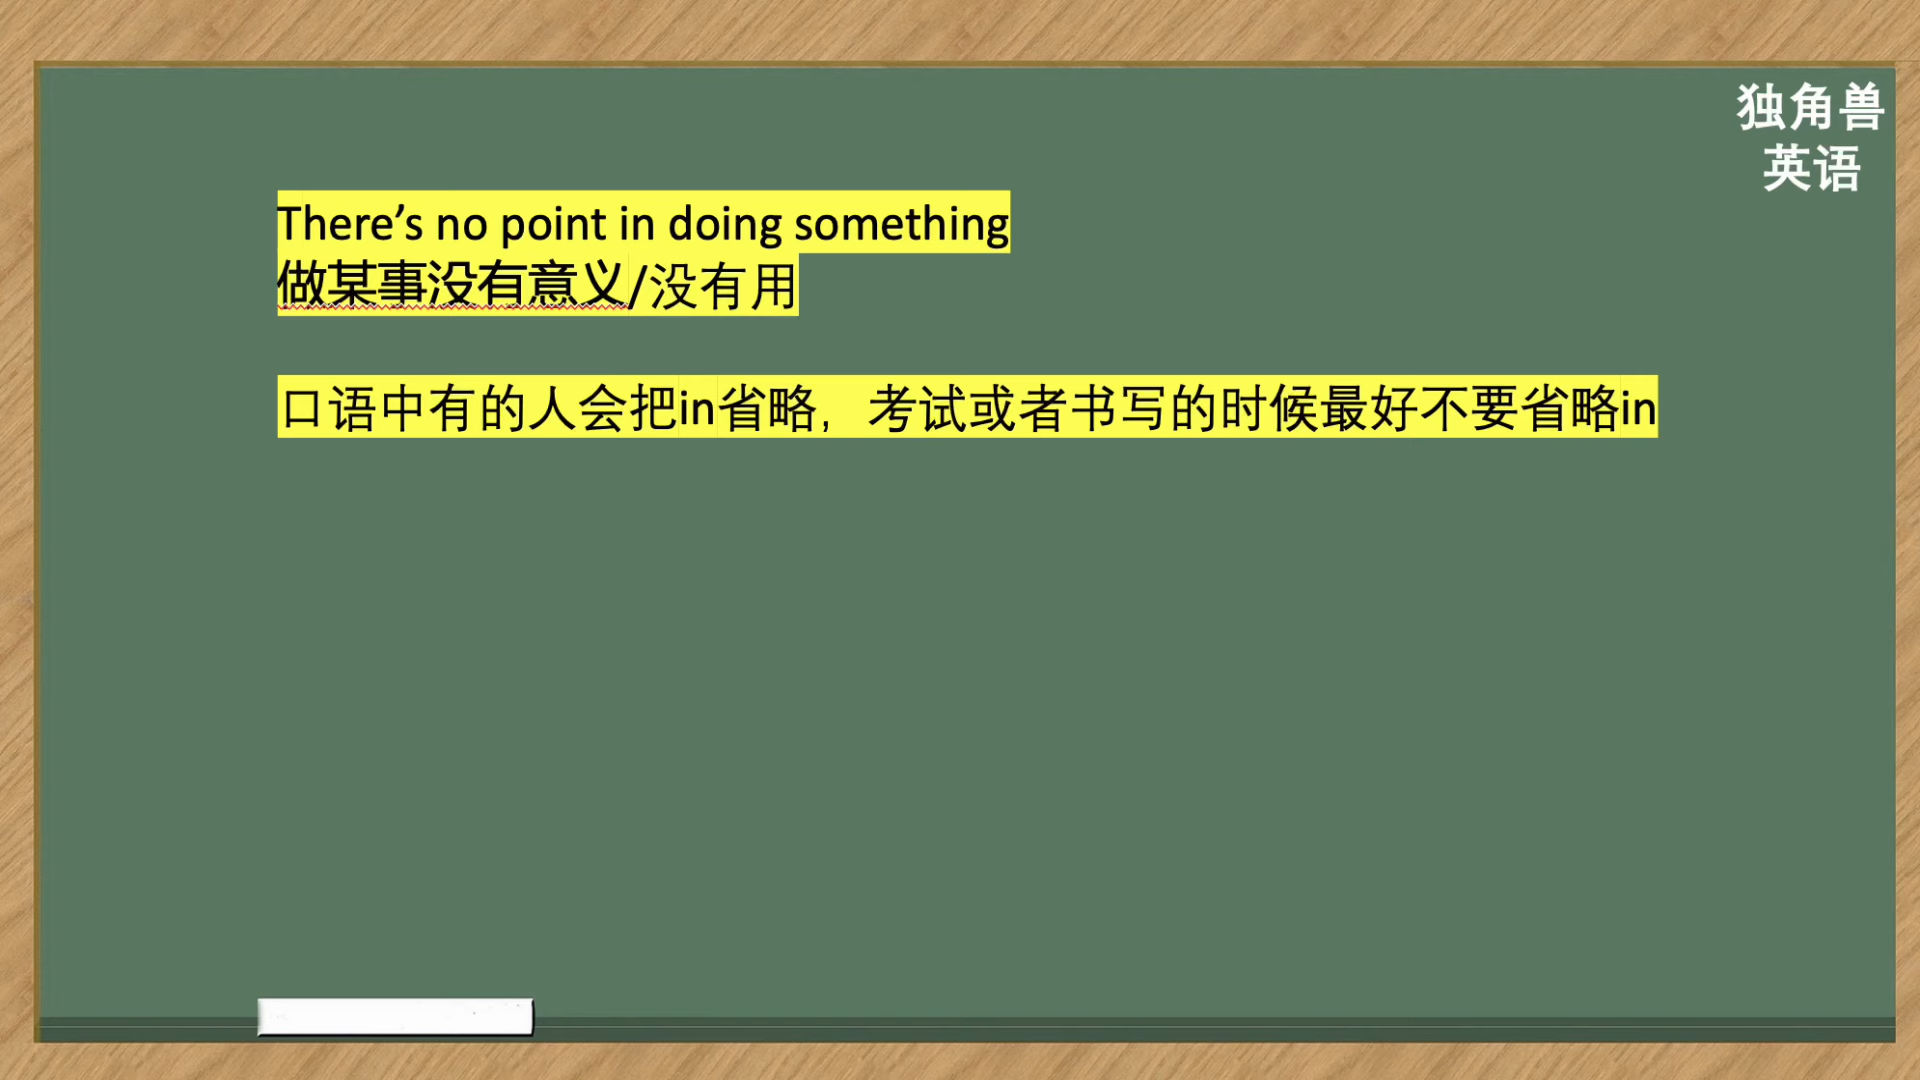 独角兽
英语
There’s no point in doing something
做某事没有意义/没有用
口语中有的人会把in省略，考试或者书写的时候最好不要省略in